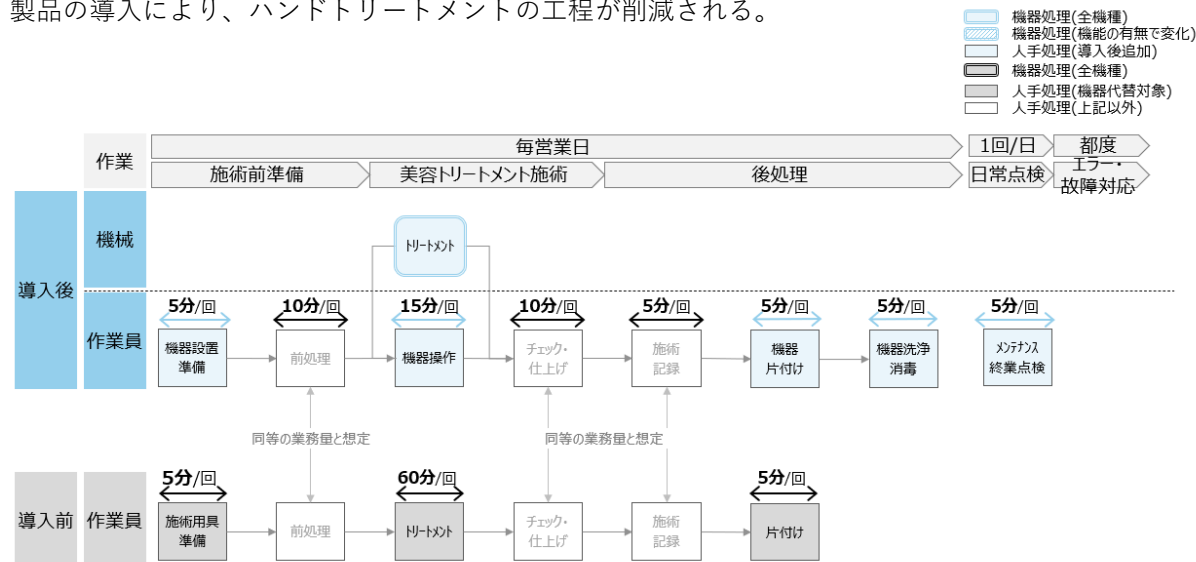 製品の導入により、ハンドトリートメントの工程が削減される。
機器処理(全機種)
機器処理(機能の有無で変化)
人手処理(導入後追加)
機器処理(全機種)
人手処理(機器代替対象)
人手処理(上記以外)
作業
毎営業日
1回/日
都度
施術前準備
美容トリートメント施術
後処理
日常点検
エラー・
故障対応
導入後
機械
トリートメント
作業員
5分/回
10分/回
15分/回
10分/回
5分/回
5分/回
5分/回
5分/回
機器設置
準備
前処理
機器操作
チェック・
仕上げ
施術
記録
機器
片付け
機器洗浄
消毒
メンテナンス
終業点検
同等の業務量と想定
同等の業務量と想定
導入前
作業員
5分/回
60分/回
5分/回
施術用具
準備
前処理
トリートメント
チェック・
仕上げ
施術
記録
片付け